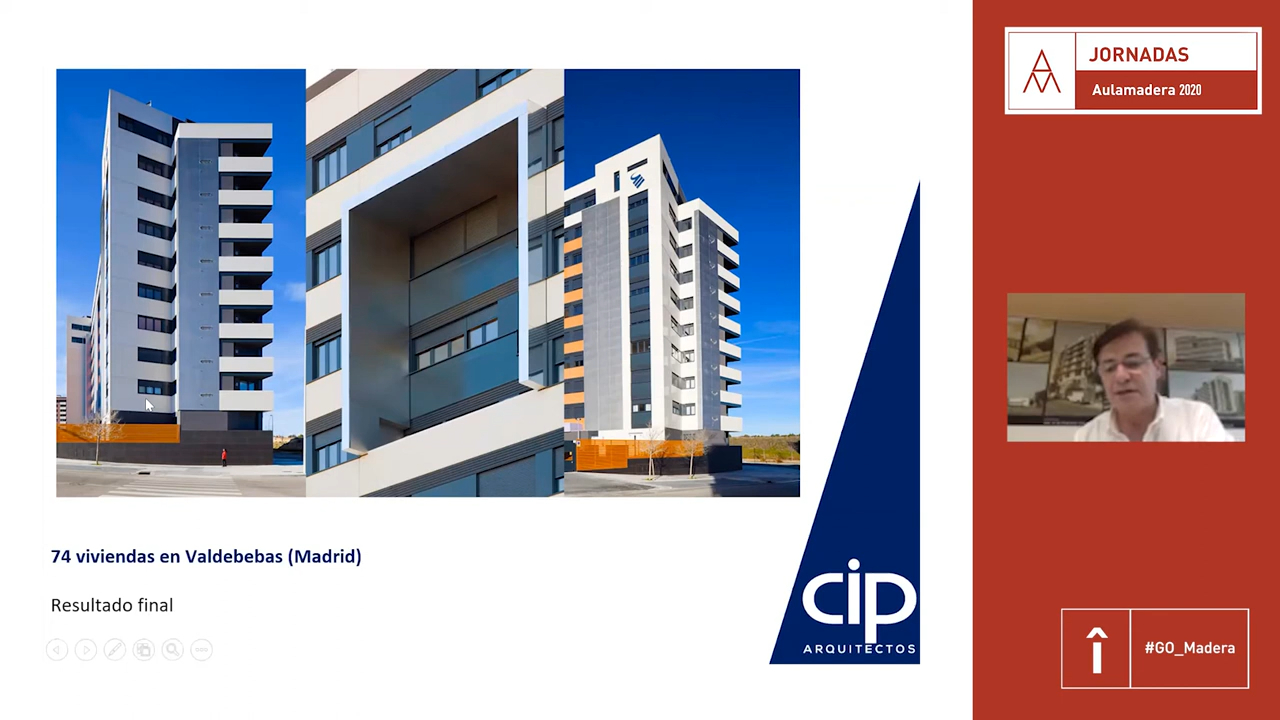 JORNADAS
Aulamadera 2020
74 viviendas en Valdebebas (Madrid)
Resultado final
cip
ARQUITECTOS
#GO_Madera